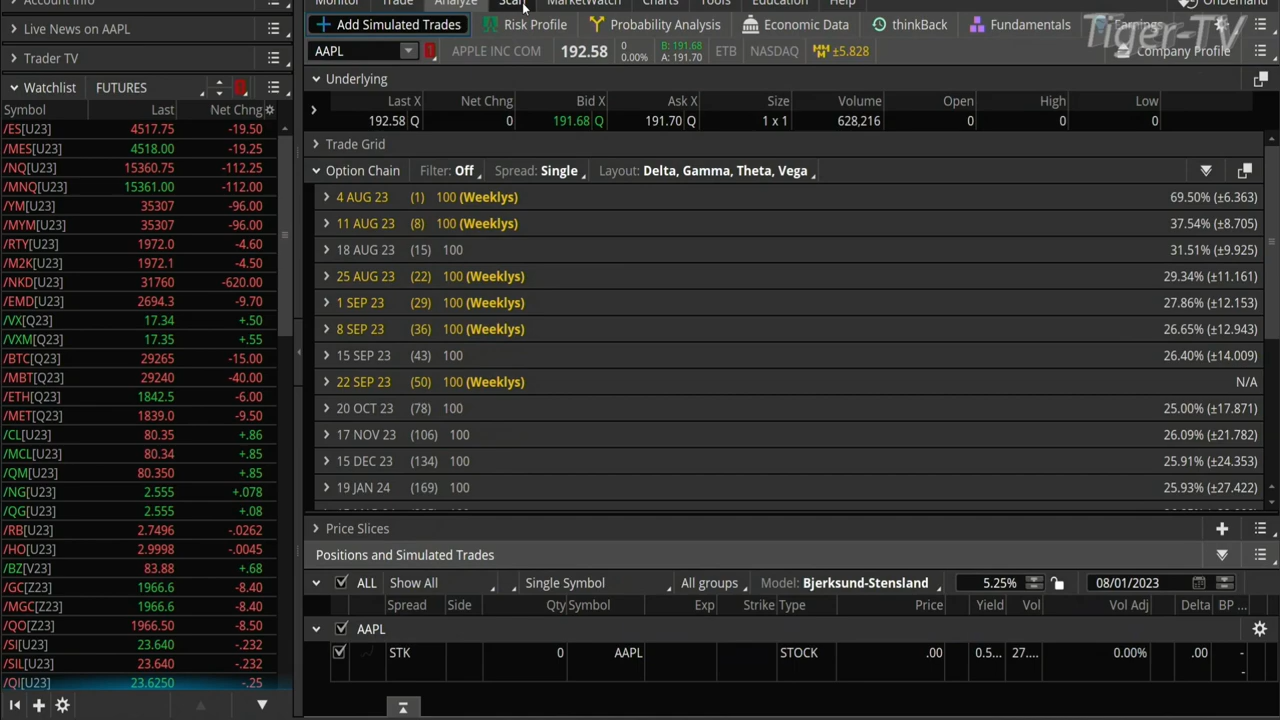 Account Info
Monitor Trade Analyze Scan MarketWatch Charts Tools Education Help OnDemand
Live News on AAPL
Add Simulated Trades Risk Profile Probability Analysis Economic Data thinkBack Fundamentals Earnings
Tiger-TV
Trader TV
AAPL 1 APPLE INC COM 192.58 0 0.00% B: 191.68 A: 191.70 ETB NASDAQ ±5.828 Company Profile
Watchlist FUTURES
Underlying
Symbol Last Net Chng
Last X Net Chng Bid X Ask X Size Volume Open High Low
192.58 Q 0 191.68 Q 191.70 Q 1 x 1 628,216 0 0 0
Trade Grid
Option Chain Filter: Off Spread: Single Layout: Delta, Gamma, Theta, Vega
4 AUG 23 (1) 100 (Weeklys) 69.50% (±6.363)
11 AUG 23 (8) 100 (Weeklys) 37.54% (±8.705)
18 AUG 23 (15) 100 31.51% (±9.925)
25 AUG 23 (22) 100 (Weeklys) 29.34% (±11.161)
1 SEP 23 (29) 100 (Weeklys) 27.86% (±12.153)
8 SEP 23 (36) 100 (Weeklys) 26.65% (±12.943)
15 SEP 23 (43) 100 26.40% (±14.009)
22 SEP 23 (50) 100 (Weeklys) N/A
20 OCT 23 (78) 100 25.00% (±17.871)
17 NOV 23 (106) 100 26.09% (±21.782)
15 DEC 23 (134) 100 25.91% (±24.353)
19 JAN 24 (169) 100 25.93% (±27.422)
/ES[U23] 4517.75 -19.50
/MES[U23] 4518.00 -19.25
/NQ[U23] 15360.75 -112.25
/MNQ[U23] 15361.00 -112.00
/YM[U23] 35307 -96.00
/MYM[U23] 35307 -96.00
/RTY[U23] 1972.0 -4.60
/M2K[U23] 1972.1 -4.50
/NKD[U23] 31760 -620.00
/EMD[U23] 2694.3 -9.70
/VX[Q23] 17.34 +.50
/VXM[Q23] 17.35 +.55
/BTC[Q23] 29265 -15.00
/MBT[Q23] 29240 -40.00
/ETH[Q23] 1842.5 -6.00
/MET[Q23] 1839.0 -9.50
/CL[U23] 80.35 +.86
/MCL[U23] 80.34 +.85
/QM[U23] 80.350 +.85
/NG[U23] 2.555 +.078
/QG[U23] 2.555 +.08
/RB[U23] 2.7496 -.0262
/HO[U23] 2.9998 -.0045
/BZ[V23] 83.88 +.68
/GC[Z23] 1966.6 -8.40
/MGC[Z23] 1966.6 -8.40
/QO[Z23] 1966.50 -8.50
/SI[U23] 23.640 -.232
/SIL[U23] 23.640 -.232
/QI[U23] 23.6250 -.25
Price Slices
Positions and Simulated Trades
ALL Show All Single Symbol All groups Model: Bjerksund-Stensland 5.25% 08/01/2023
Spread Side Qty Symbol Exp Strike Type Price Yield Vol Vol Adj Delta BP ...
AAPL
STK 0 AAPL STOCK .00 0.5... 27.... 0.00% .00 -
-